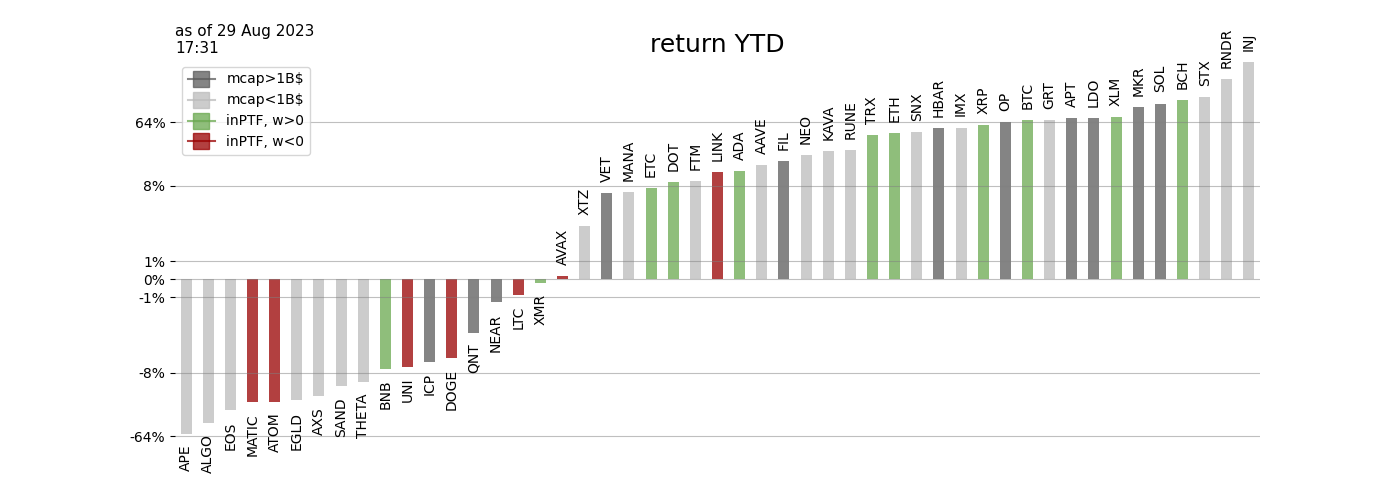 as of 29 Aug 2023
17:31
return YTD
mcap>1B$
mcap<1B$
inPTF, w>0
inPTF, w<0
64%
8%
1%
0%
-1%
-8%
-64%
APE
ALGO
EOS
MATIC
ATOM
EGLD
AXS
SAND
THETA
BNB
UNI
ICP
DOGE
QNT
NEAR
LTC
XMR
AVAX
XTZ
VET
MANA
ETC
DOT
FTM
LINK
ADA
AAVE
FIL
NEO
KAVA
RUNE
TRX
ETH
SNX
HBAR
IMX
XRP
OP
BTC
GRT
APT
LDO
XLM
MKR
SOL
BCH
STX
RNDR
INJ